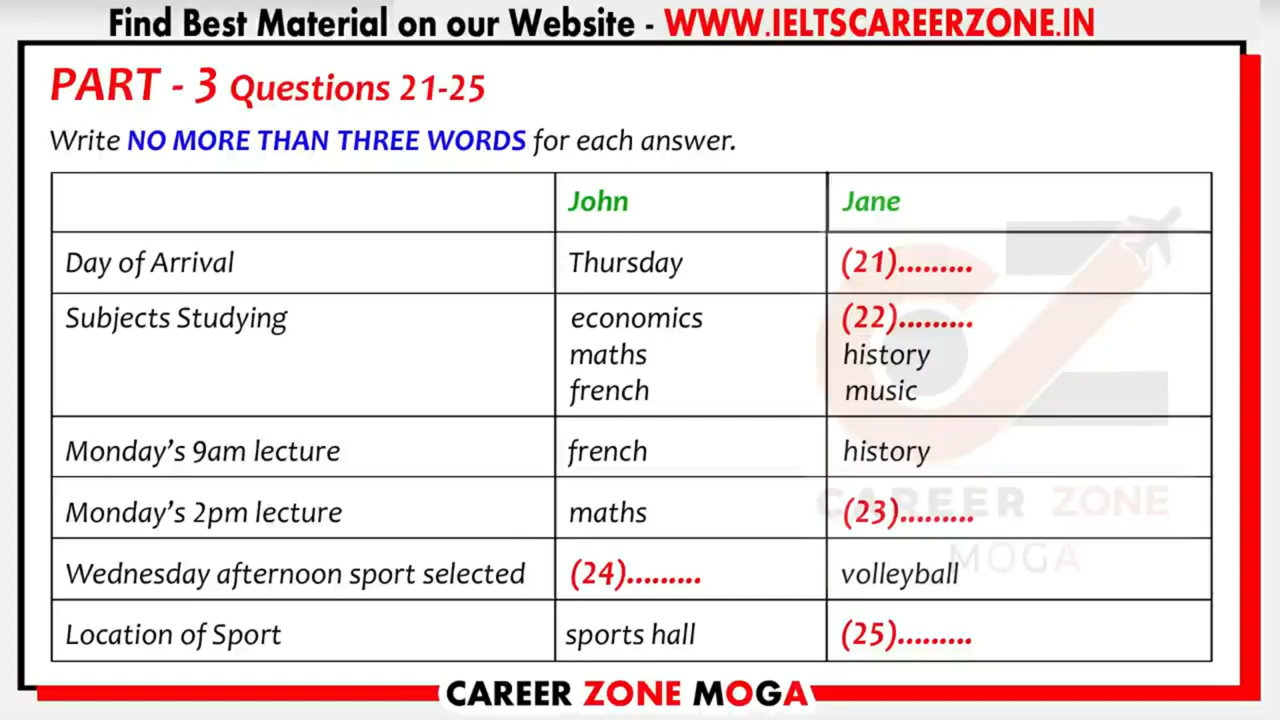 Find Best Material on our Website - WWW.IELTSCAREERZONE.IN
PART - 3 Questions 21-25
Write NO MORE THAN THREE WORDS for each answer.
John Jane
Day of Arrival Thursday (21).........
Subjects Studying economics (22).........
maths history
french music
Monday's 9am lecture french history
Monday's 2pm lecture maths (23).........
Wednesday afternoon sport selected (24)......... volleyball
Location of Sport sports hall (25).........
CAREER ZONE
MOGA
CAREER ZONE MOGA